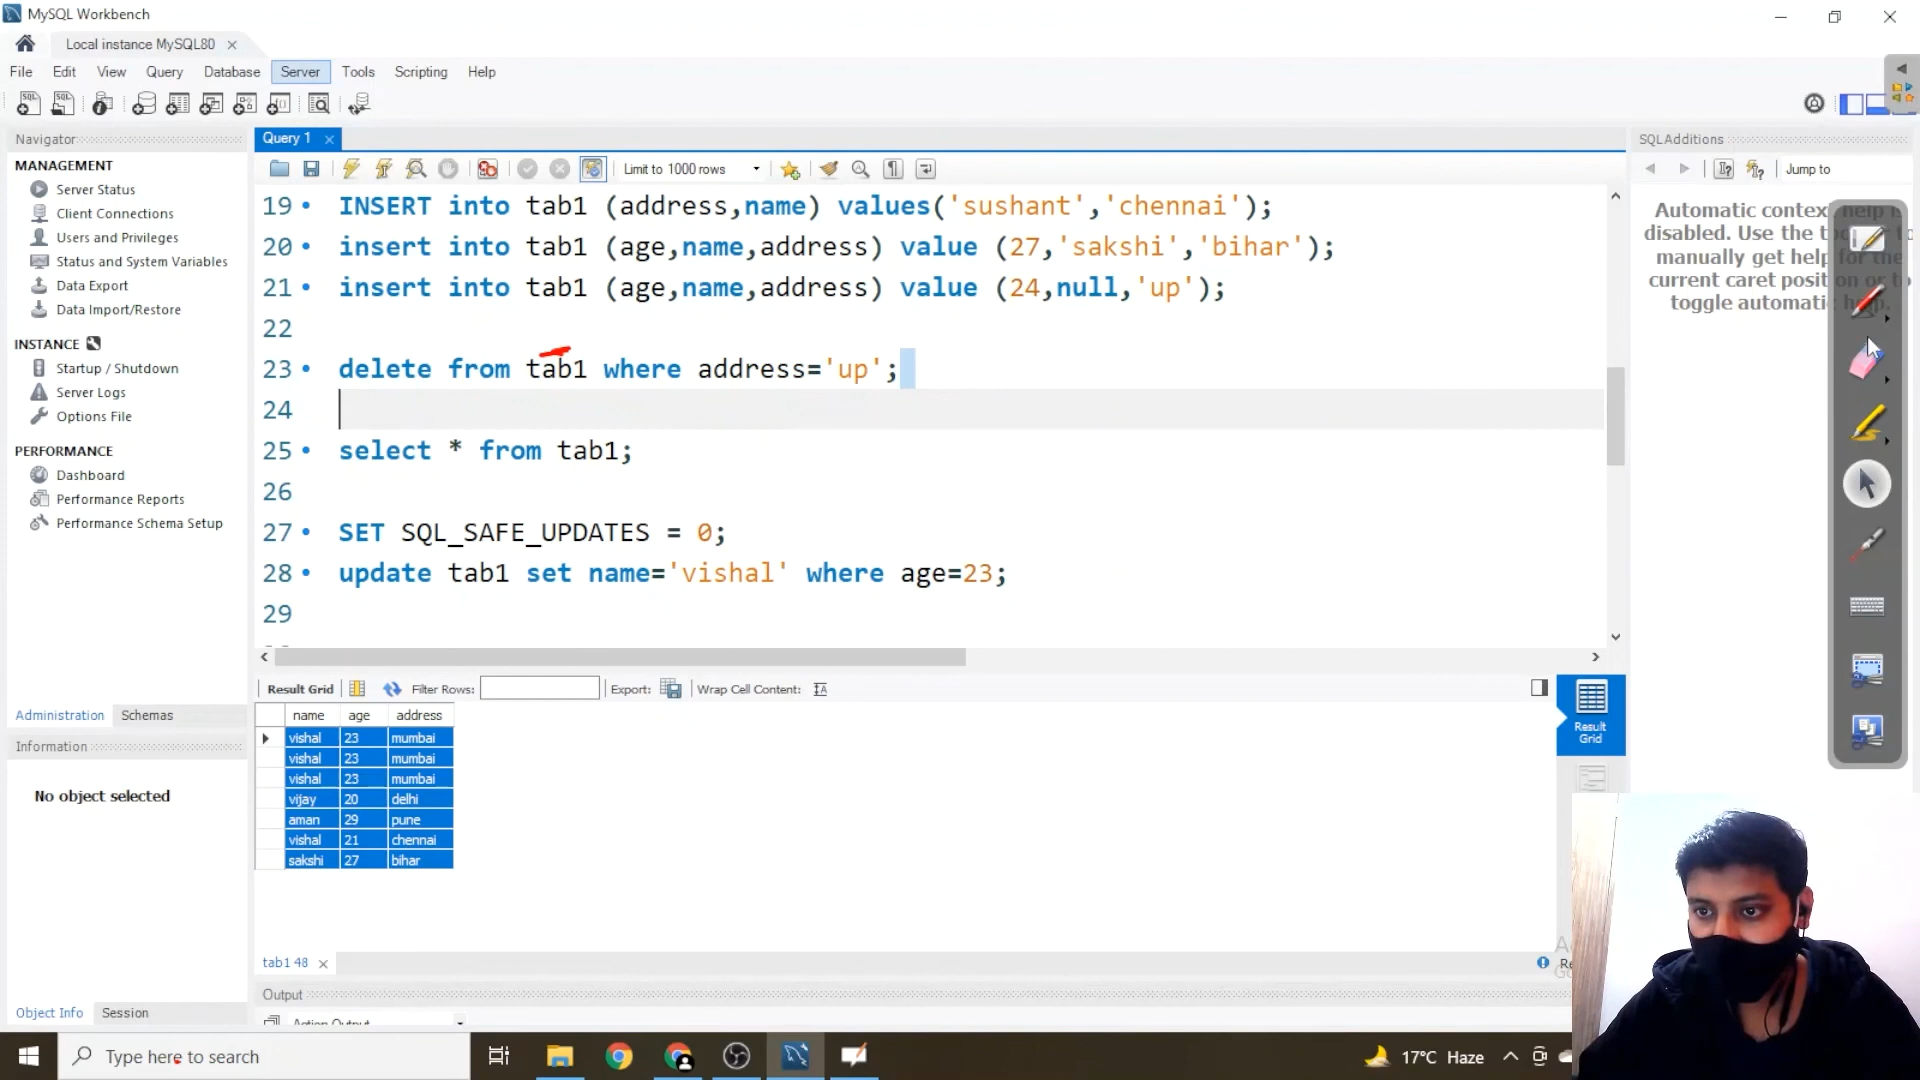 MySQL Workbench
Local instance MySQL80
File Edit View Query Database Server Tools Scripting Help
Navigator
MANAGEMENT
Server Status
Client Connections
Users and Privileges
Status and System Variables
Data Export
Data Import/Restore
INSTANCE
Startup / Shutdown
Server Logs
Options File
PERFORMANCE
Dashboard
Performance Reports
Performance Schema Setup
Administration Schemas
Information
No object selected
Object Info Session
Query 1
Limit to 1000 rows
19 INSERT into tab1 (address,name) values('sushant','chennai');
20 insert into tab1 (age,name,address) value (27,'sakshi','bihar');
21 insert into tab1 (age,name,address) value (24,null,'up');
22
23 delete from tab1 where address='up';
24
25 select * from tab1;
26
27 SET SQL_SAFE_UPDATES = 0;
28 update tab1 set name='vishal' where age=23;
29
Result Grid Filter Rows: Export: Wrap Cell Content:
name age address
vishal 23 mumbai
vishal 23 mumbai
vishal 23 mumbai
vijay 20 delhi
aman 29 pune
vishal 21 chennai
sakshi 27 bihar
Result
Grid
tab1 48
Output
Action Output
SQLAdditions
Jump to
Automatic context help is
disabled. Use the
manually get help for the
current caret position or to
toggle automatic help.
Type here to search
17°C Haze